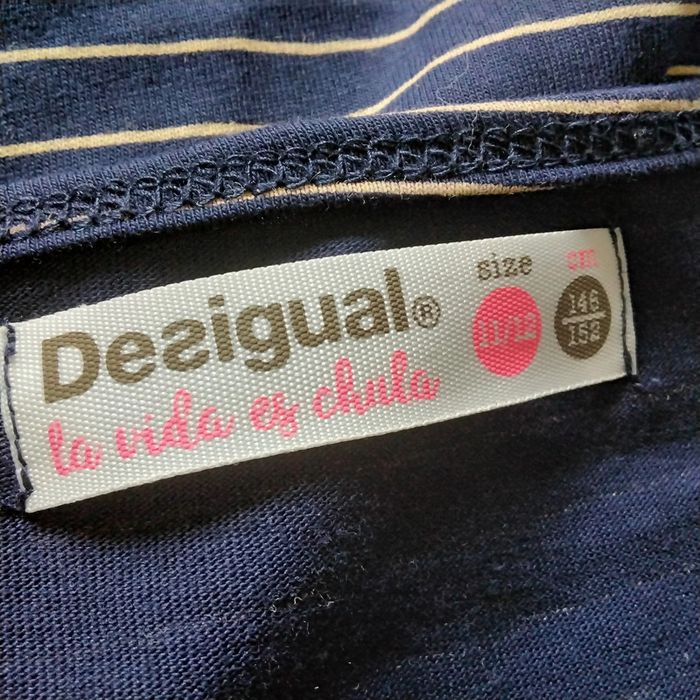 Desigual®
la vida es chula
size
11/12
cm
146
152